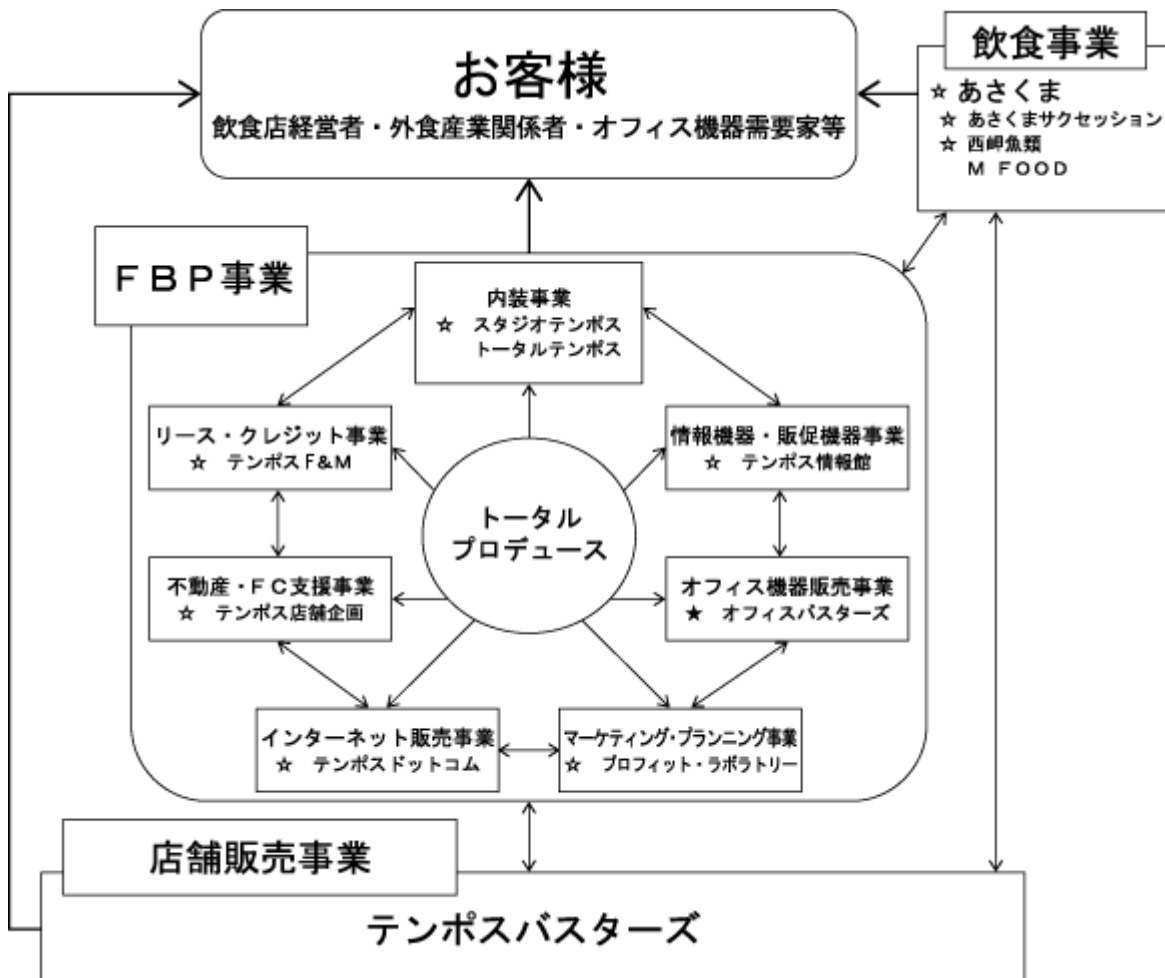 お客様
飲食店経営者・外食産業関係者・オフィス機器需要家等
飲食事業
☆ あさくま
☆ あさくまサクセッション
☆ 西岬魚類
Ｍ ＦＯＯＤ
ＦＢＰ事業
内装事業
☆ スタジオテンポス
トータルテンポス
リース・クレジット事業
☆ テンポスF&M
情報機器・販促機器事業
☆ テンポス情報館
トータル
プロデュース
不動産・ＦＣ支援事業
☆ テンポス店舗企画
オフィス機器販売事業
★ オフィスバスターズ
インターネット販売事業
☆ テンポスドットコム
マーケティング・プランニング事業
☆ プロフィット・ラボラトリー
店舗販売事業
テンポスバスターズ